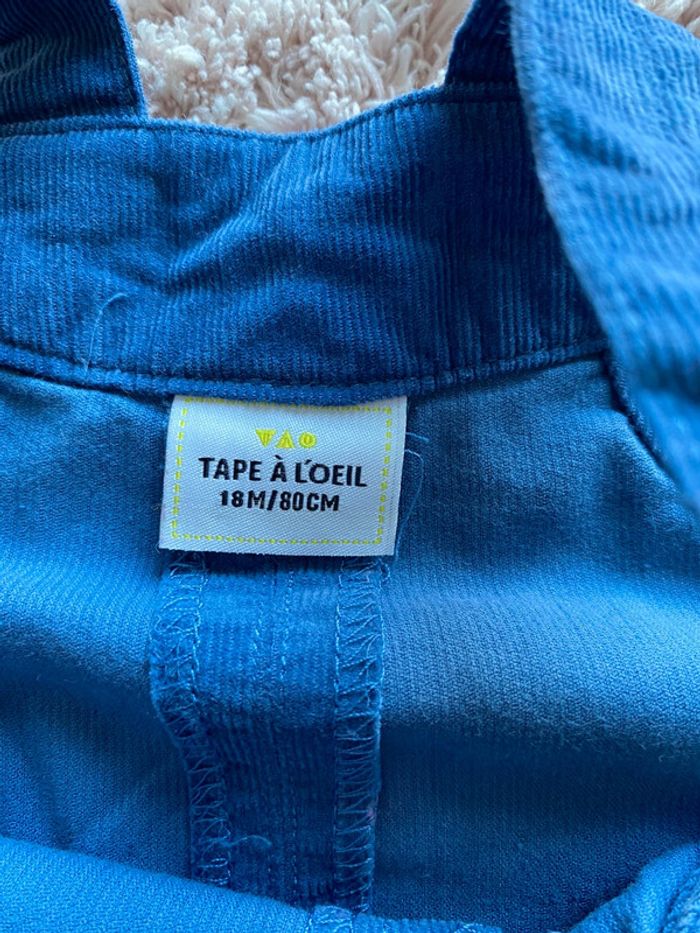 TAO
TAPE À L'OEIL
18M/80CM